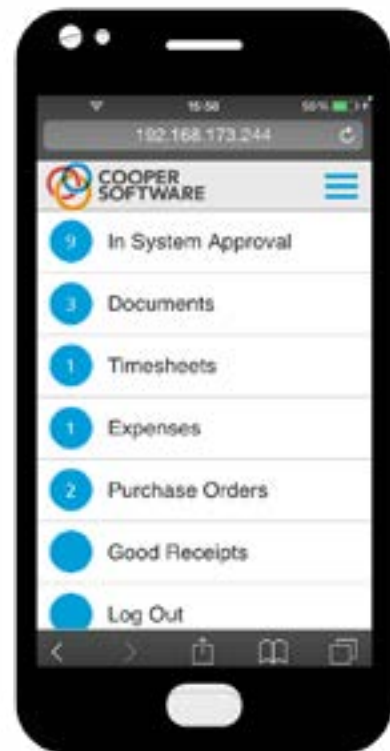 15:58
192.168.173.244
COOPER
SOFTWARE
9 In System Approval
3 Documents
1 Timesheets
1 Expenses
2 Purchase Orders
Good Receipts
Log Out